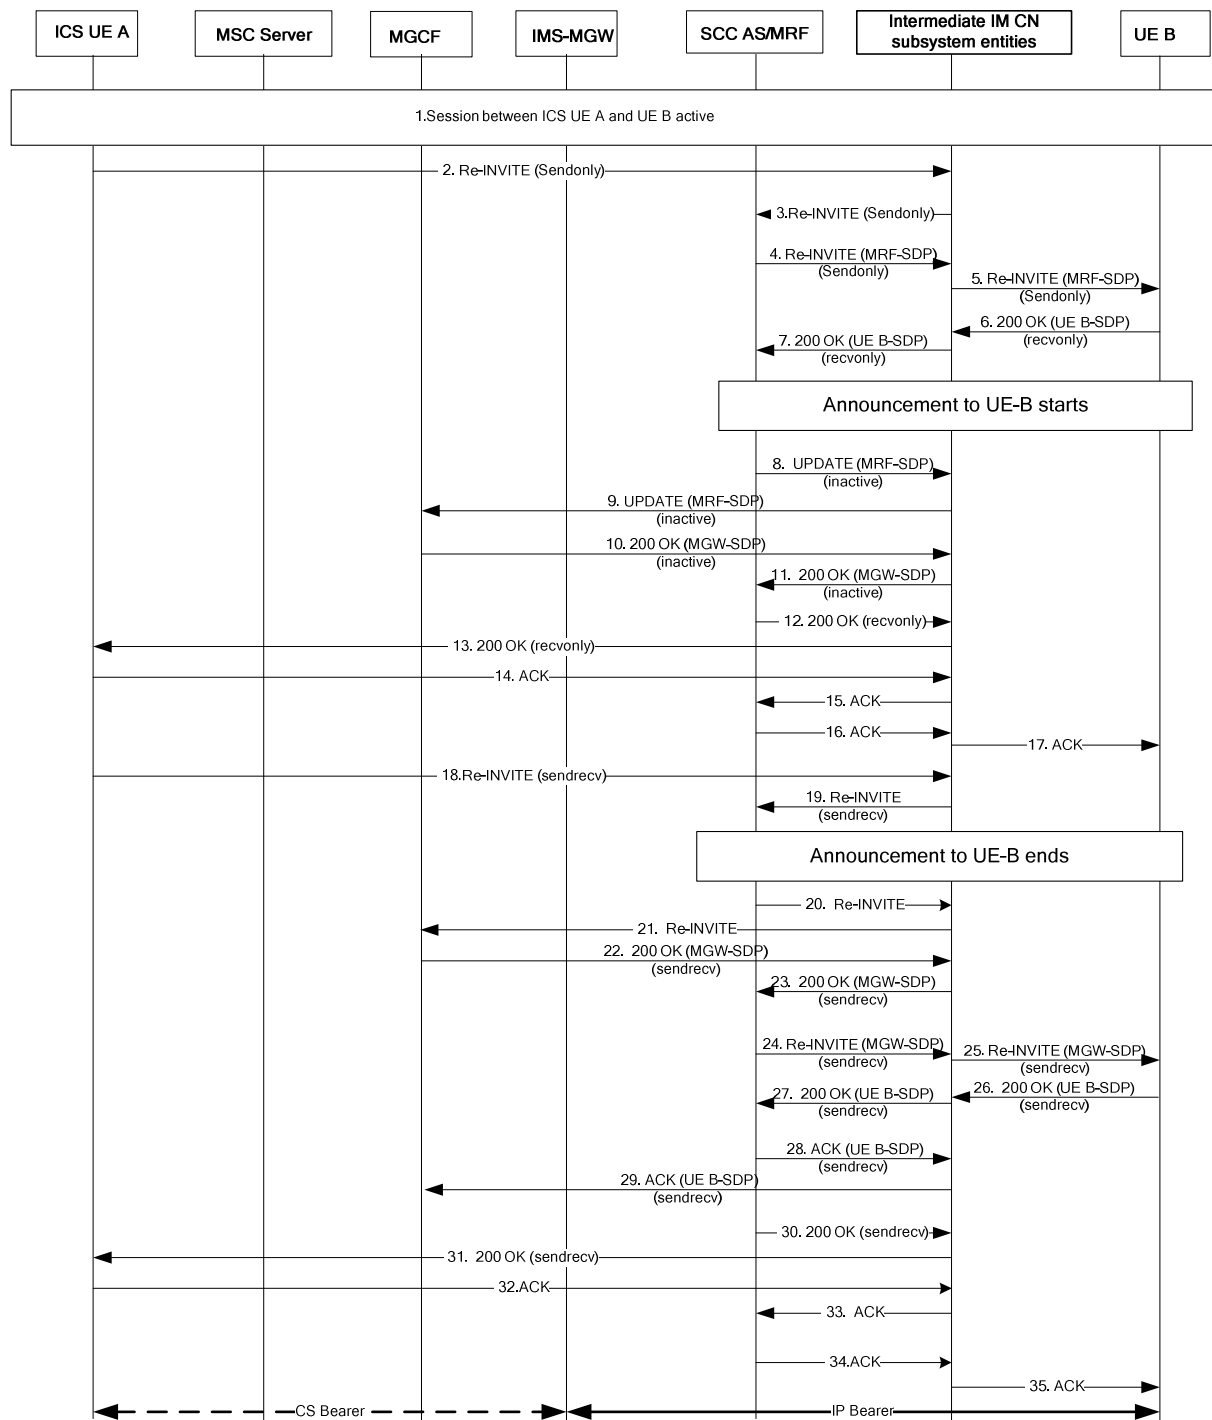 ICS UE A
MSC Server
MGCF
IMS-MGW
SCC AS/MRF
Intermediate IM CN
subsystem entities
UE B
1.Session between ICS UE A and UE B active
2. Re-INVITE (Sendonly)
3.Re-INVITE (Sendonly)
4. Re-INVITE (MRF-SDP)
(Sendonly)
5. Re-INVITE (MRF-SDP)
(Sendonly)
6. 200 OK (UE B-SDP)
(recvonly)
7. 200 OK (UE B-SDP)
(recvonly)
Announcement to UE-B starts
8. UPDATE (MRF-SDP)
(inactive)
9. UPDATE (MRF-SDP)
(inactive)
10. 200 OK (MGW-SDP)
(inactive)
11. 200 OK (MGW-SDP)
(inactive)
12. 200 OK (recvonly)
13. 200 OK (recvonly)
14. ACK
15. ACK
16. ACK
17. ACK
18.Re-INVITE (sendrecv)
19. Re-INVITE
(sendrecv)
Announcement to UE-B ends
20. Re-INVITE
21. Re-INVITE
22. 200 OK (MGW-SDP)
(sendrecv)
23. 200 OK (MGW-SDP)
(sendrecv)
24. Re-INVITE (MGW-SDP)
(sendrecv)
25. Re-INVITE (MGW-SDP)
(sendrecv)
26. 200 OK (UE B-SDP)
(sendrecv)
27. 200 OK (UE B-SDP)
(sendrecv)
28. ACK (UE B-SDP)
(sendrecv)
29. ACK (UE B-SDP)
(sendrecv)
30. 200 OK (sendrecv)
31. 200 OK (sendrecv)
32.ACK
33. ACK
34.ACK
35. ACK
CS Bearer
IP Bearer